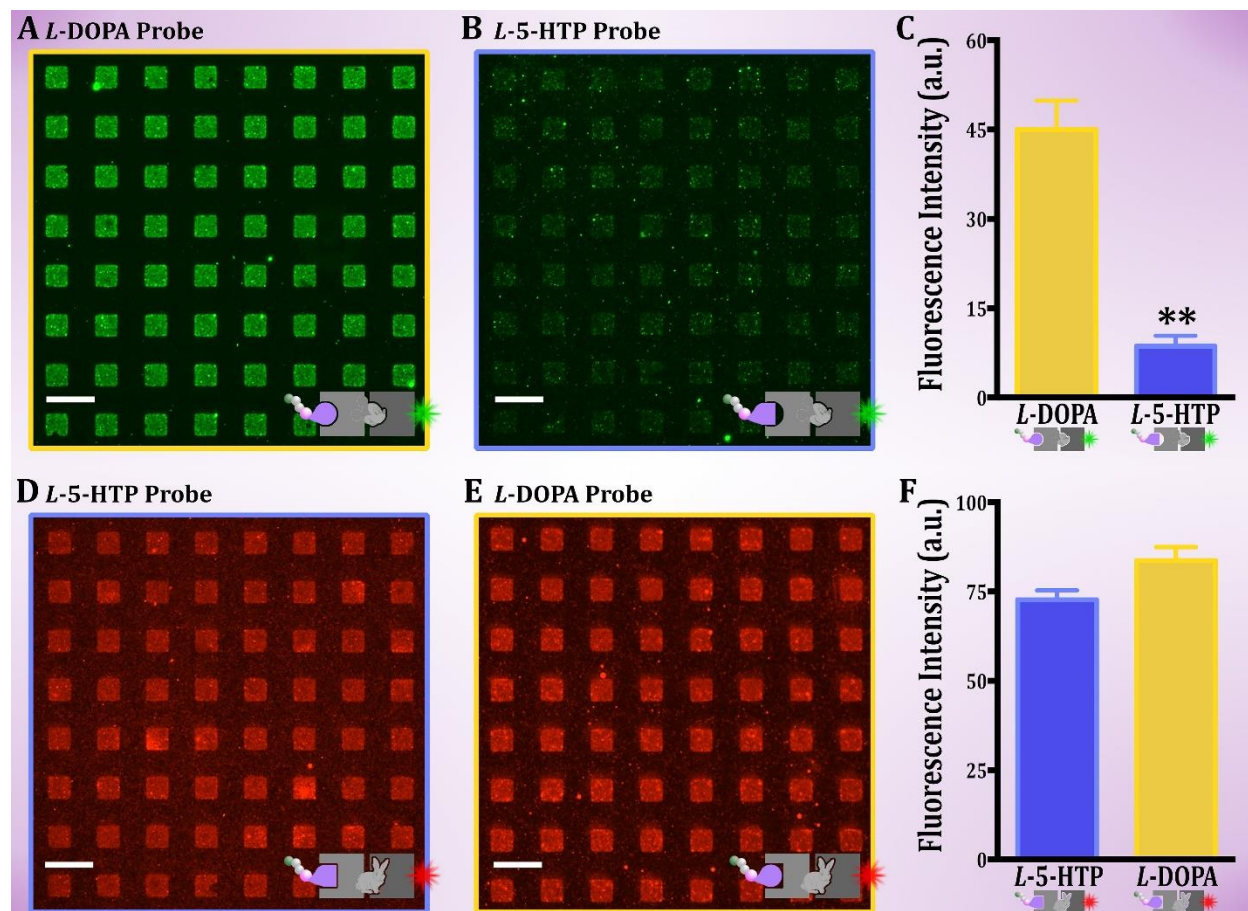 A L-DOPA Probe
B L-5-HTP Probe
C
Fluorescence Intensity (a.u.)
60
45
30
15
0
**
L-DOPA
L-5-HTP
D L-5-HTP Probe
E L-DOPA Probe
F
Fluorescence Intensity (a.u.)
100
75
50
25
0
L-5-HTP
L-DOPA